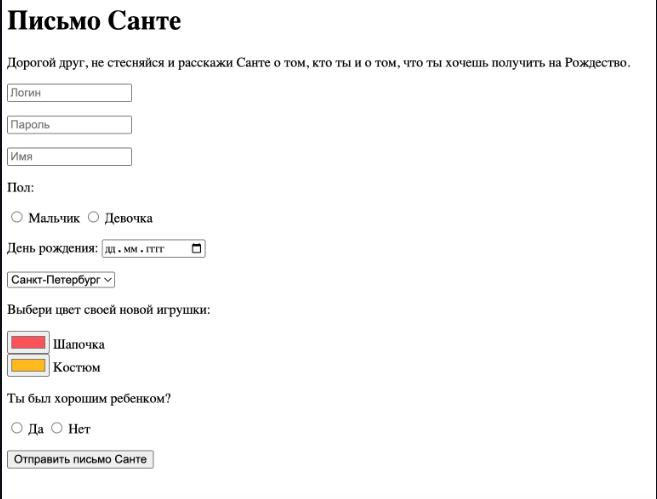 Письмо Санте
Дорогой друг, не стесняйся и расскажи Санте о том, кто ты и о том, что ты хочешь получить на Рождество.
Логин
Пароль
Имя
Пол:
Мальчик Девочка
День рождения: дд.мм.гггг
Санкт-Петербург
Выбери цвет своей новой игрушки:
Шапочка
Костюм
Ты был хорошим ребенком?
Да Нет
Отправить письмо Санте